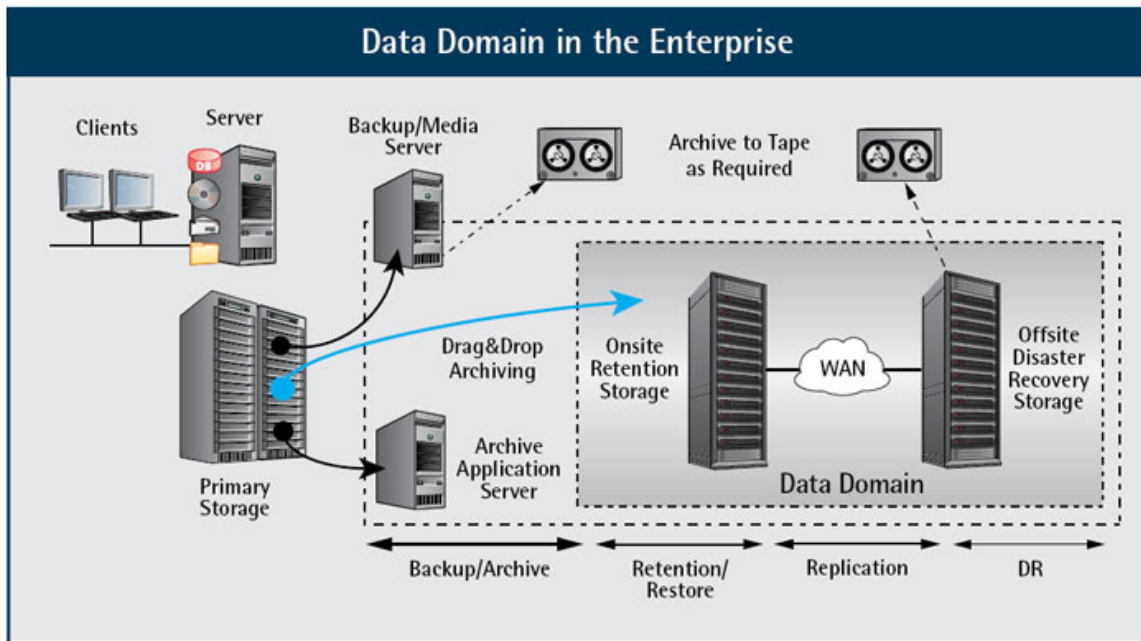 Data Domain in the Enterprise
Clients
Server
DB
Backup/Media
Server
Archive to Tape
as Required
Drag&Drop
Archiving
Onsite
Retention
Storage
WAN
Offsite
Disaster
Recovery
Storage
Primary
Storage
Archive
Application
Server
Data Domain
Backup/Archive
Retention/
Restore
Replication
DR